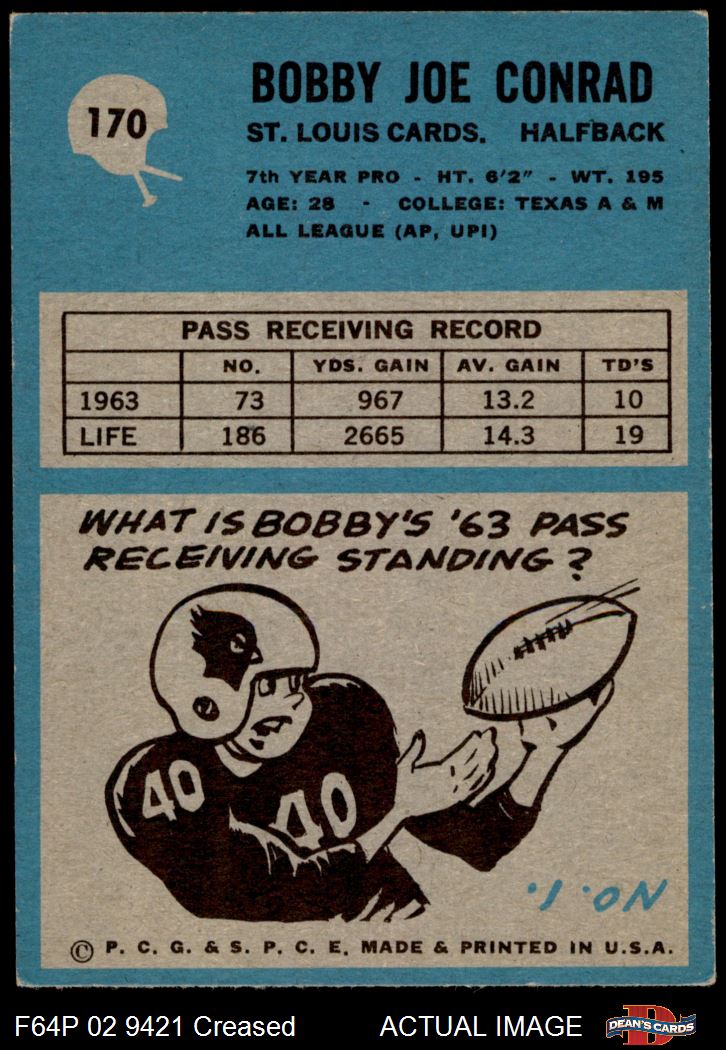 170
BOBBY JOE CONRAD
ST. LOUIS CARDS. HALFBACK
7th YEAR PRO - HT. 6'2" - WT. 195
AGE: 28 - COLLEGE: TEXAS A & M
ALL LEAGUE (AP, UPI)
PASS RECEIVING RECORD
NO. YDS. GAIN AV. GAIN TD'S
1963 73 967 13.2 10
LIFE 186 2665 14.3 19
WHAT IS BOBBY'S '63 PASS
RECEIVING STANDING?
40
40
NO. 1.
© P. C. G. & S. P. C. E. MADE & PRINTED IN U.S.A.
F64P 02 9421 Creased ACTUAL IMAGE
DEAN'S CARDS